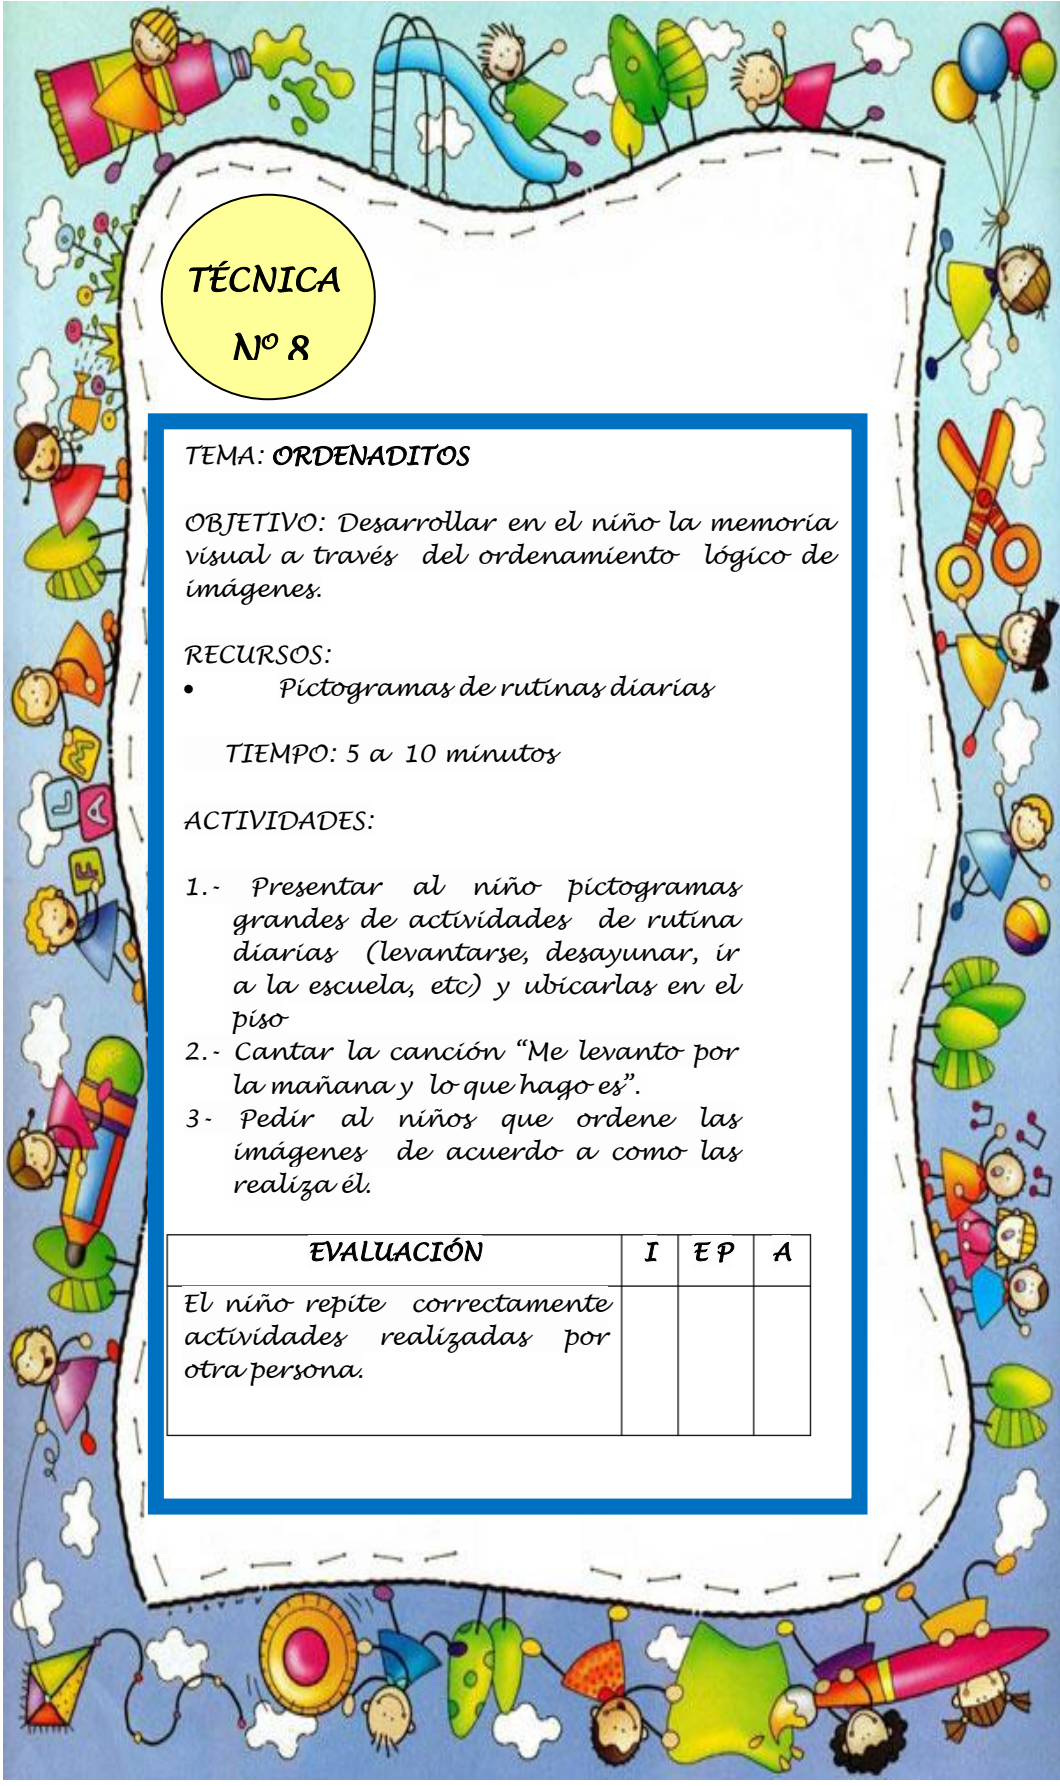 TÉCNICA
Nº 8
TEMA: ORDENADITOS
OBJETIVO: Desarrollar en el niño la memoria
visual a través del ordenamiento lógico de
imágenes.
RECURSOS:
• Pictogramas de rutinas diarias
TIEMPO: 5 a 10 minutos
ACTIVIDADES:
1.- Presentar al niño pictogramas
grandes de actividades de rutina
diarias (levantarse, desayunar, ir
a la escuela, etc) y ubicarlas en el
piso
2.- Cantar la canción “Me levanto por
la mañana y lo que hago es”.
3- Pedir al niños que ordene las
imágenes de acuerdo a como las
realiza él.
EVALUACIÓN I E P A
El niño repite correctamente
actividades realizadas por
otra persona.
M
L A
F